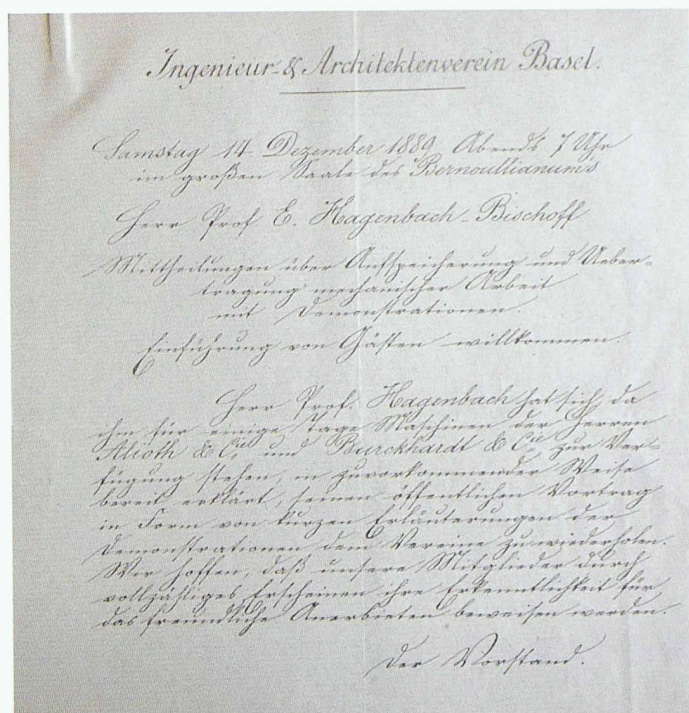 Ingenieur- & Architektenverein Basel.
Samstag 14 Dezember 1889 Abends 7 Uhr
im großen Saale des Bernoullianum's
Herr Prof E. Hagenbach-Bischoff
Mittheilungen über Aufspeicherung und Ueber-
tragung mechanischer Arbeit
mit Demonstrationen.
Einführung von Gästen willkommen.
Herr Prof. Hagenbach hat sich, da
ihm für einige Tage Maschinen der Herren
Alioth & Cie. und Burckhardt & Cie. zur Ver-
fügung stehen, in zuvorkommender Weise
bereit erklärt, seinen öffentlichen Vortrag
in Form von kurzen Erläuterungen der
Demonstrationen dem Vereine zu wiederholen.
Wir hoffen, daß unsere Mitglieder durch
vollzähliges Erscheinen ihre Erkenntlichkeit für
das freundliche Anerbieten beweisen werden.
Der Vorstand.